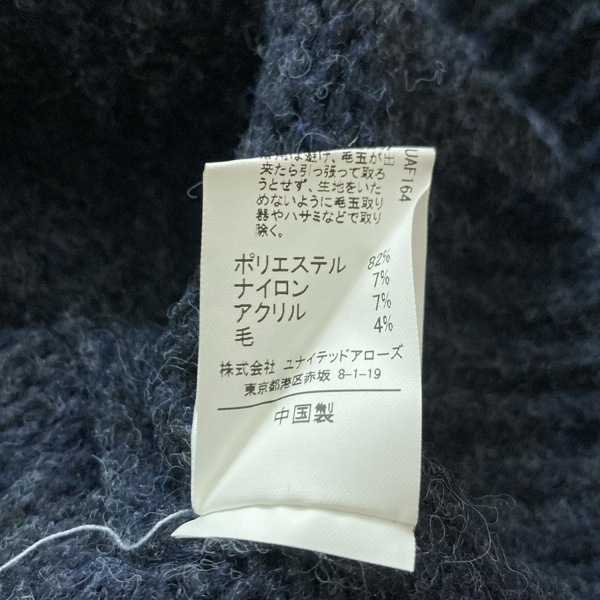 毛玉が出
来たら引っ張って取ろ
うとせず、生地をいた
めないように毛玉取り
器やハサミなどで取り
除く。
ポリエステル 82%
ナイロン 7%
アクリル 7%
毛 4%
株式会社 ユナイテッドアローズ
東京都港区赤坂 8-1-19
中国製
UAF164